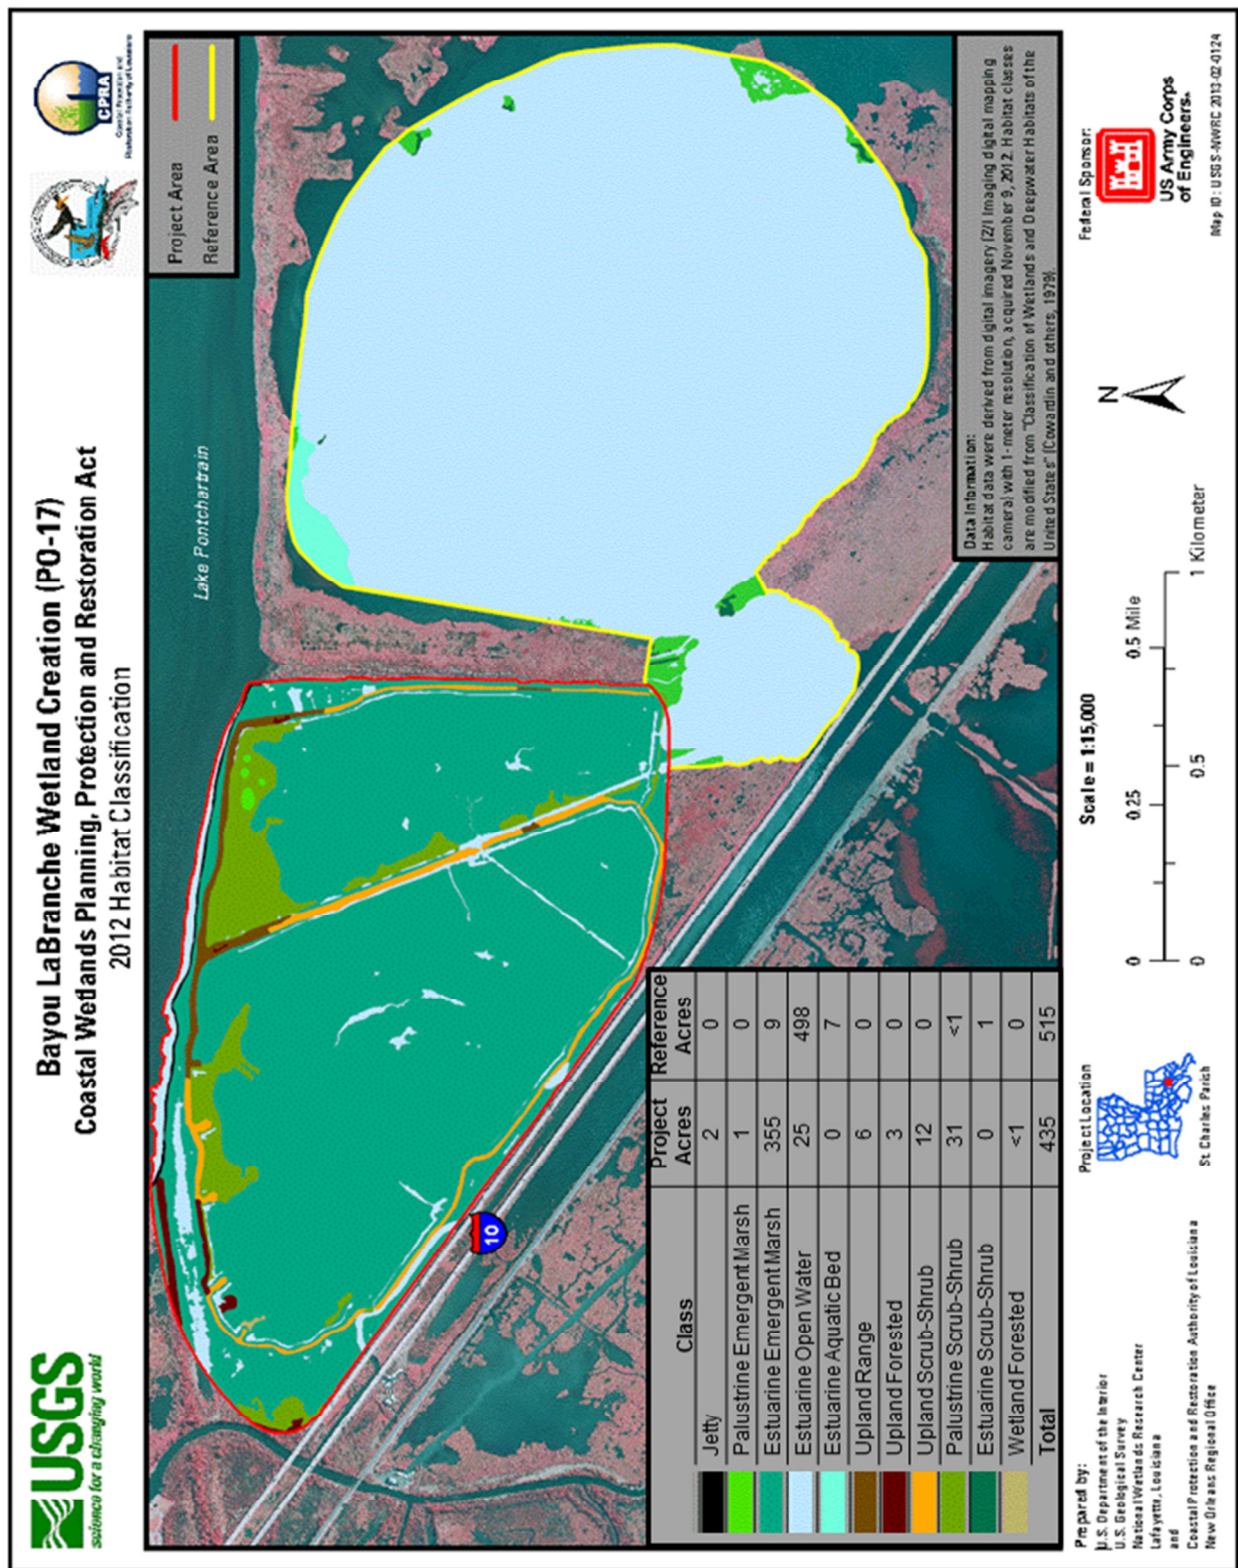 USGS
science for a changing world
Bayou LaBranche Wetland Creation (PO-17)
Coastal Wetlands Planning, Protection and Restoration Act
2012 Habitat Classification
CPRA
Coastal Protection and
Restoration Authority of Louisiana
Project Area
Reference Area
Lake Pontchartrain
10
Class Project Acres Reference Acres
Jetty 2 0
Palustrine Emergent Marsh 1 0
Estuarine Emergent Marsh 355 9
Estuarine Open Water 25 498
Estuarine Aquatic Bed 0 7
Upland Range 6 0
Upland Forested 3 0
Upland Scrub-Shrub 12 0
Palustrine Scrub-Shrub 31 <1
Estuarine Scrub-Shrub 0 1
Wetland Forested <1 0
Total 435 515
Data Information:
Habitat data were derived from digital imagery (Z/I Imaging digital mapping
camera) with 1-meter resolution, acquired November 9, 2012. Habitat classes
are modified from "Classification of Wetlands and Deepwater Habitats of the
United States" (Cowardin and others, 1979).
Prepared by:
U.S. Department of the Interior
U.S. Geological Survey
National Wetlands Research Center
Lafayette, Louisiana
and
Coastal Protection and Restoration Authority of Louisiana
New Orleans Regional Office
Project Location
St. Charles Parish
Scale = 1:15,000
0 0.25 0.5 Mile
0 0.5 1 Kilometer
N
Federal Sponsor:
US Army Corps
of Engineers®
Map ID: USGS-NWRC 2013-02-0124